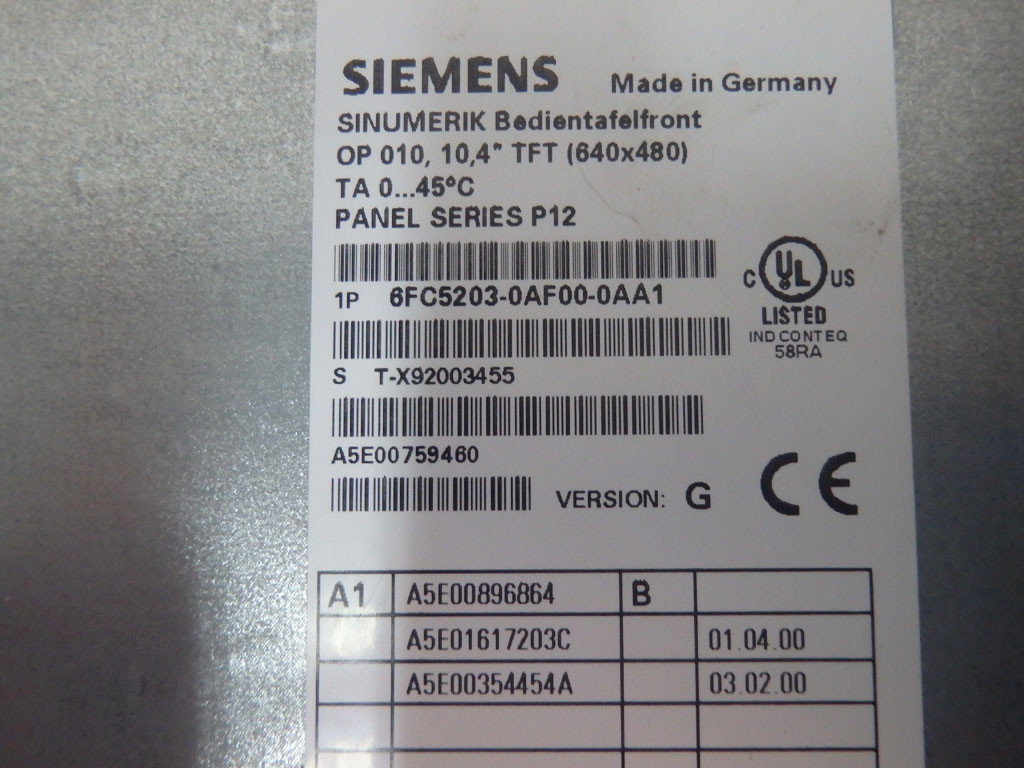 SIEMENS Made in Germany
SINUMERIK Bedientafelfront
OP 010, 10,4" TFT (640x480)
TA 0...45°C
PANEL SERIES P12
1P 6FC5203-0AF00-0AA1
C UL US
LISTED
IND CONT EQ
58RA
S T-X92003455
A5E00759460
VERSION: G
CE
A1 A5E00896864 B
A5E01617203C 01.04.00
A5E00354454A 03.02.00